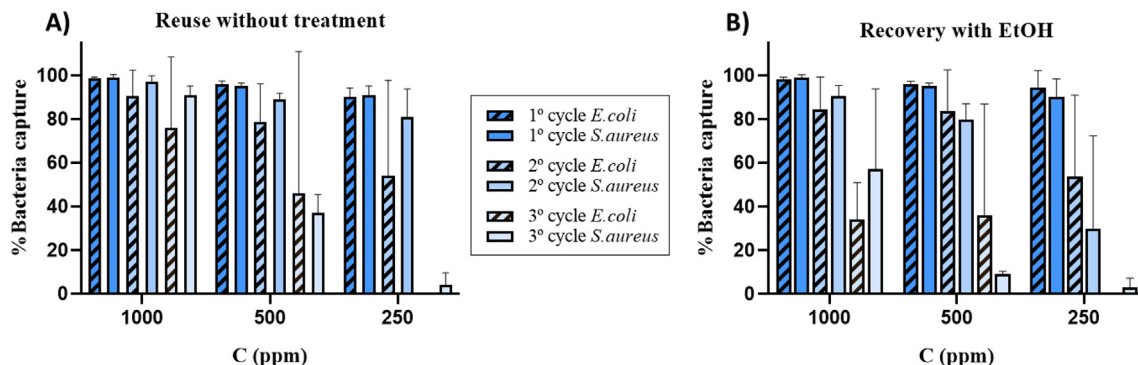 A)
Reuse without treatment
% Bacteria capture
100
80
60
40
20
0
1000
500
250
C (ppm)
1º cycle E.coli
1º cycle S.aureus
2º cycle E.coli
2º cycle S.aureus
3º cycle E.coli
3º cycle S.aureus
B)
Recovery with EtOH
% Bacteria capture
100
80
60
40
20
0
1000
500
250
C (ppm)